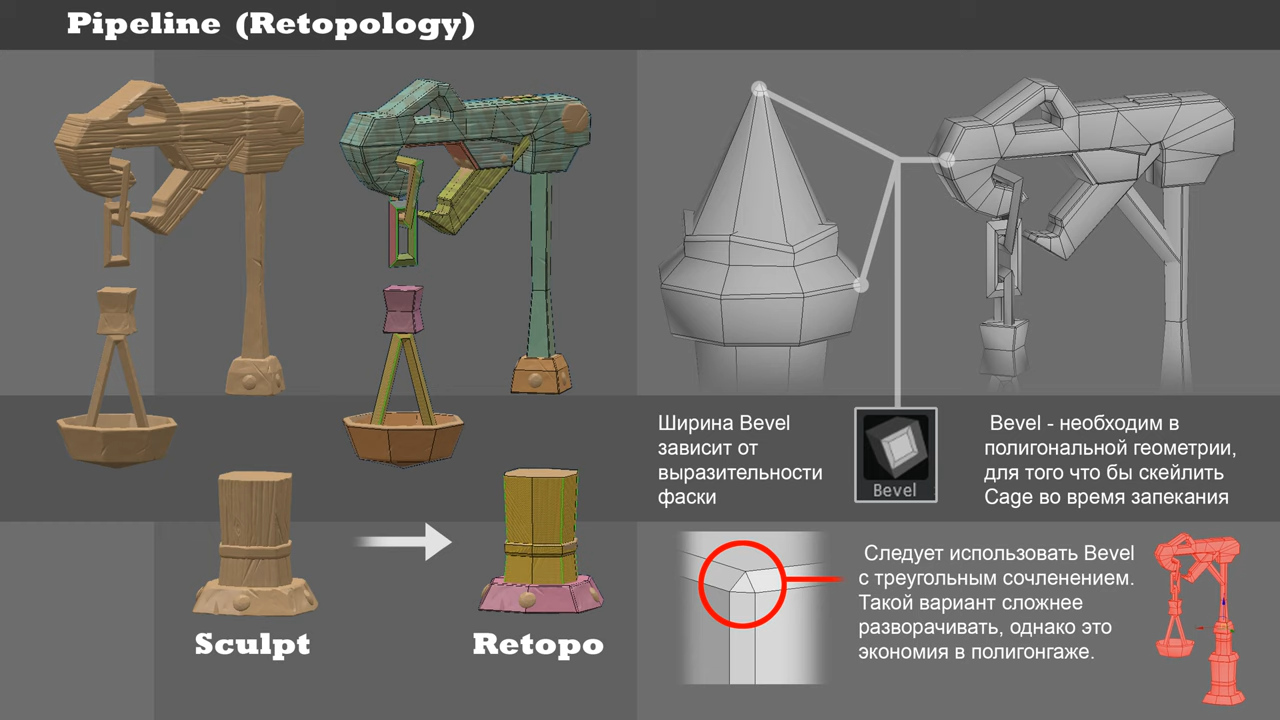 Pipeline (Retopology)
Ширина Bevel
зависит от
выразительности
фаски
Bevel
Bevel - необходим в
полигональной геометрии,
для того что бы скейлить
Cage во время запекания
Sculpt
Retopo
Следует использовать Bevel
с треугольным сочленением.
Такой вариант сложнее
разворачивать, однако это
экономия в полигонгаже.